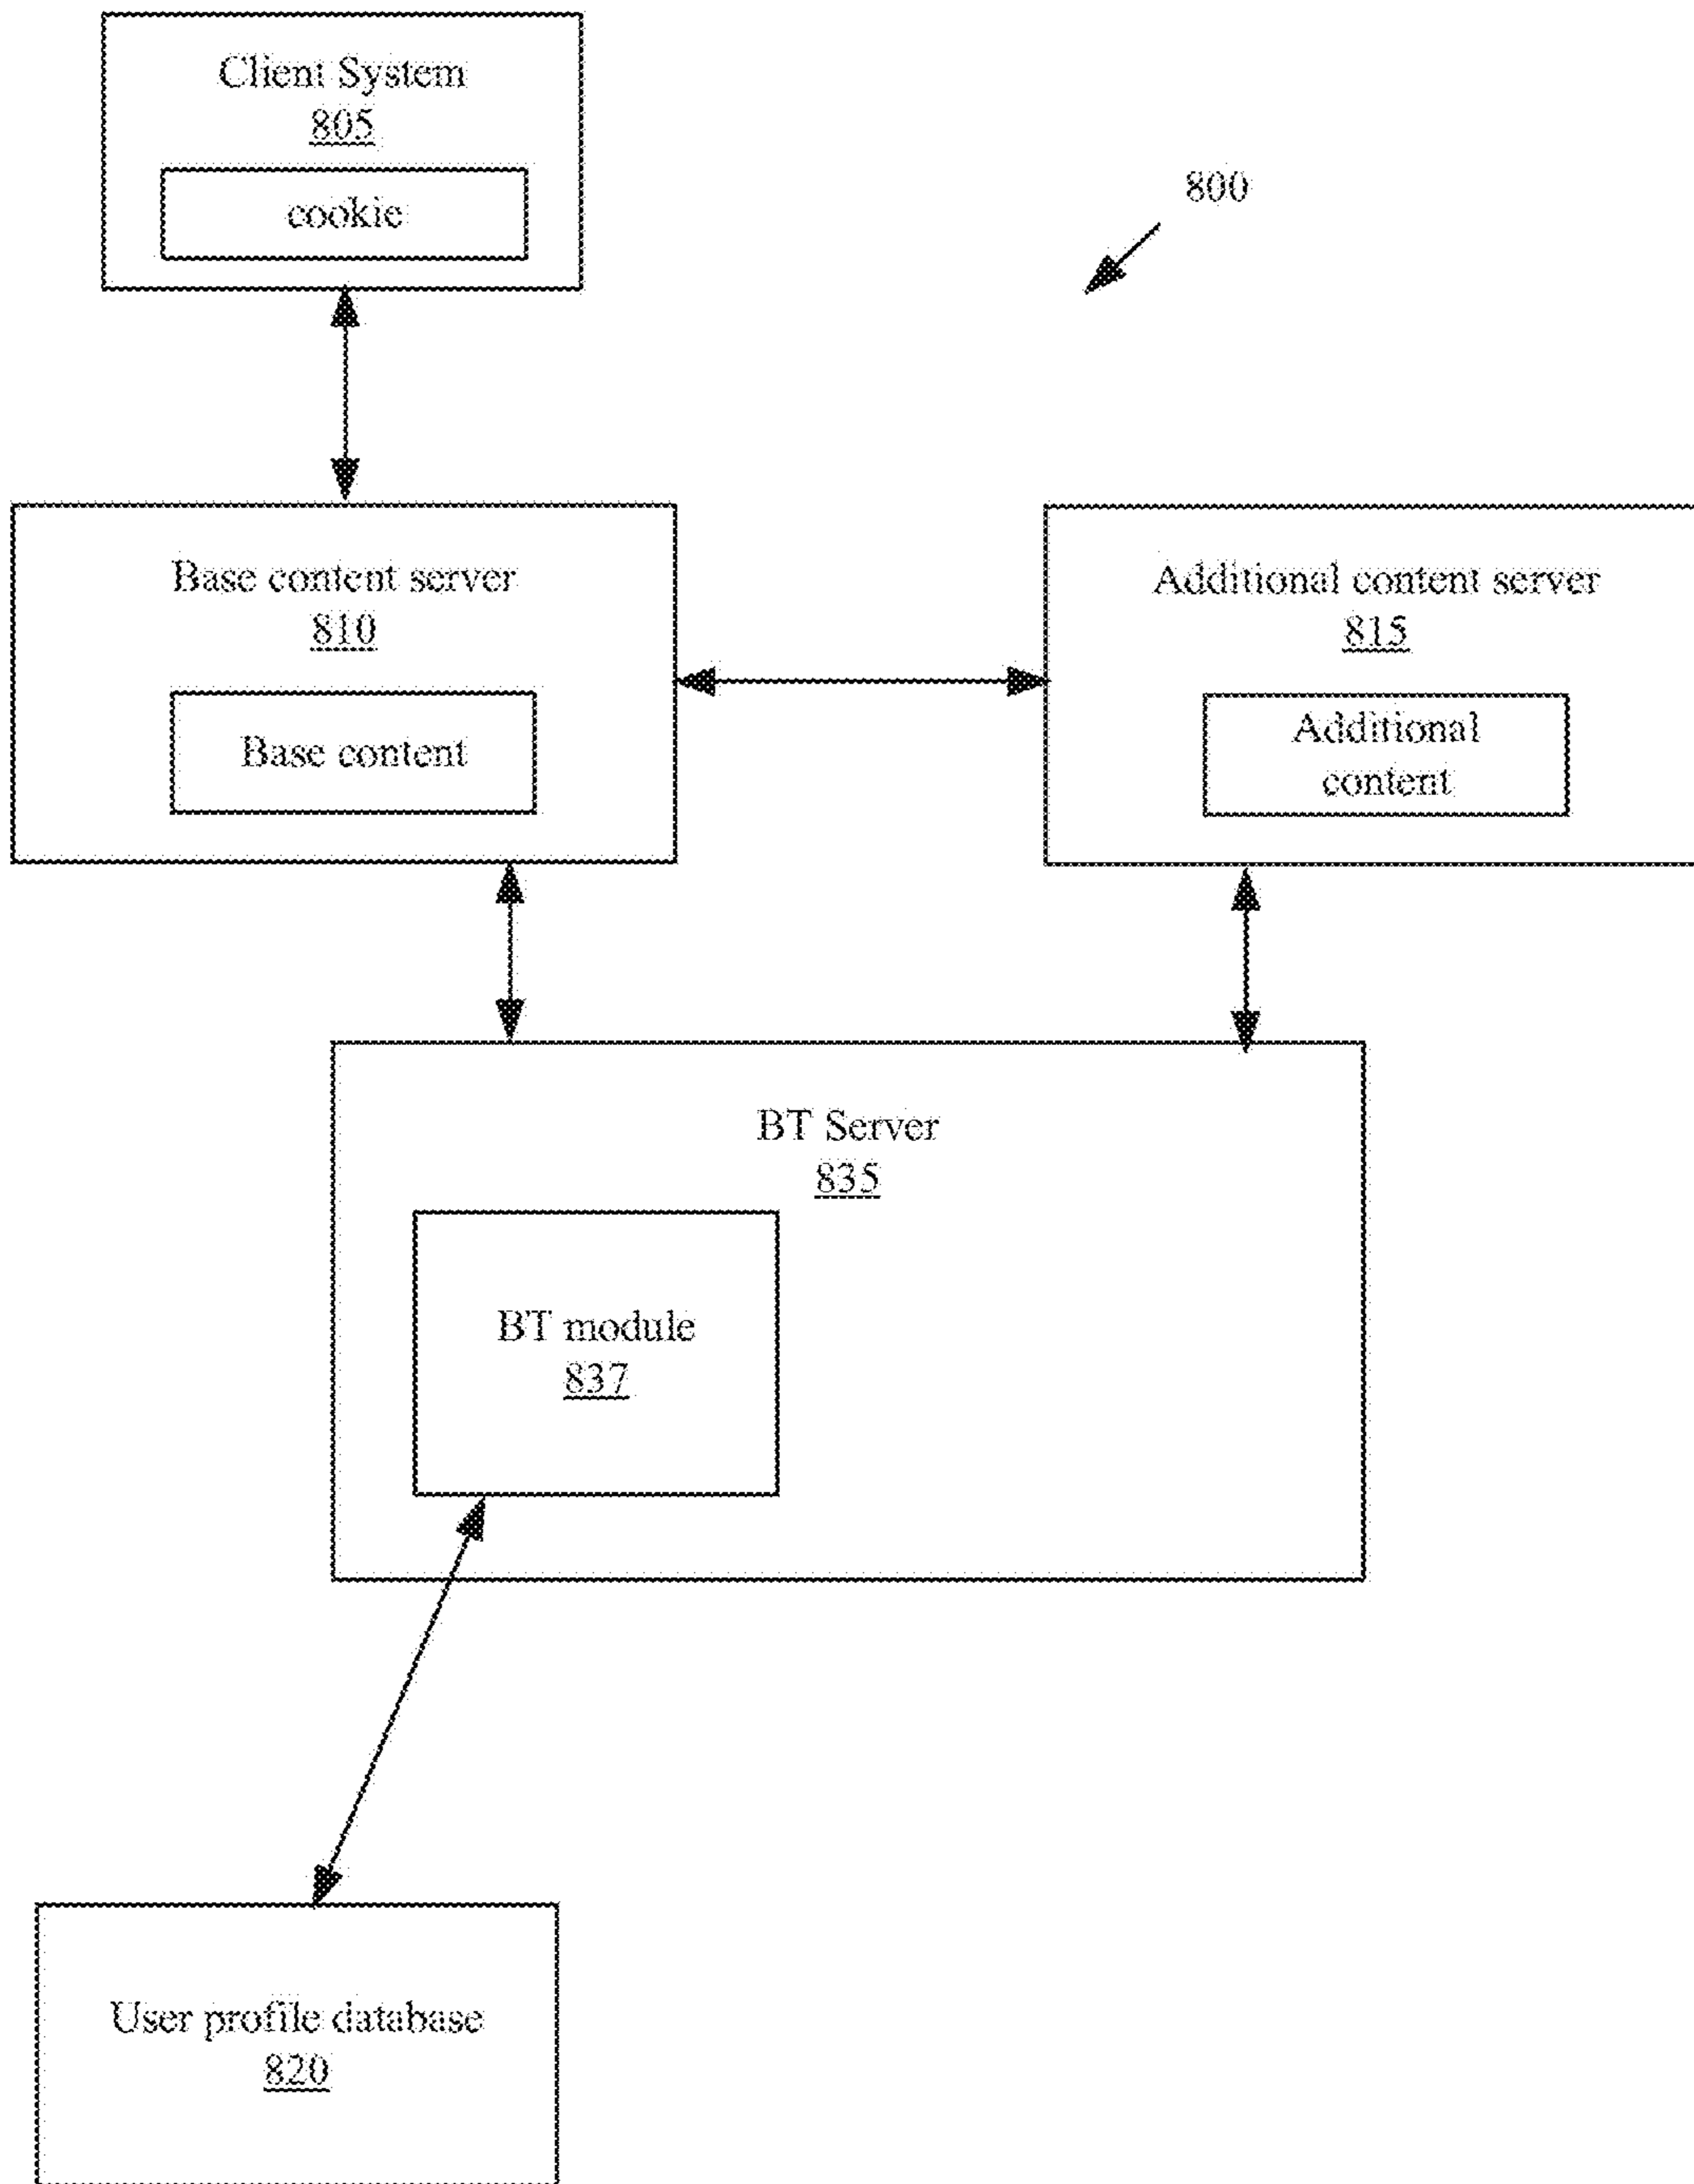 Client System
805
cookie
800
Base content server
810
Base content
Additional content server
815
Additional
content
BT Server
835
BT module
837
User profile database
820